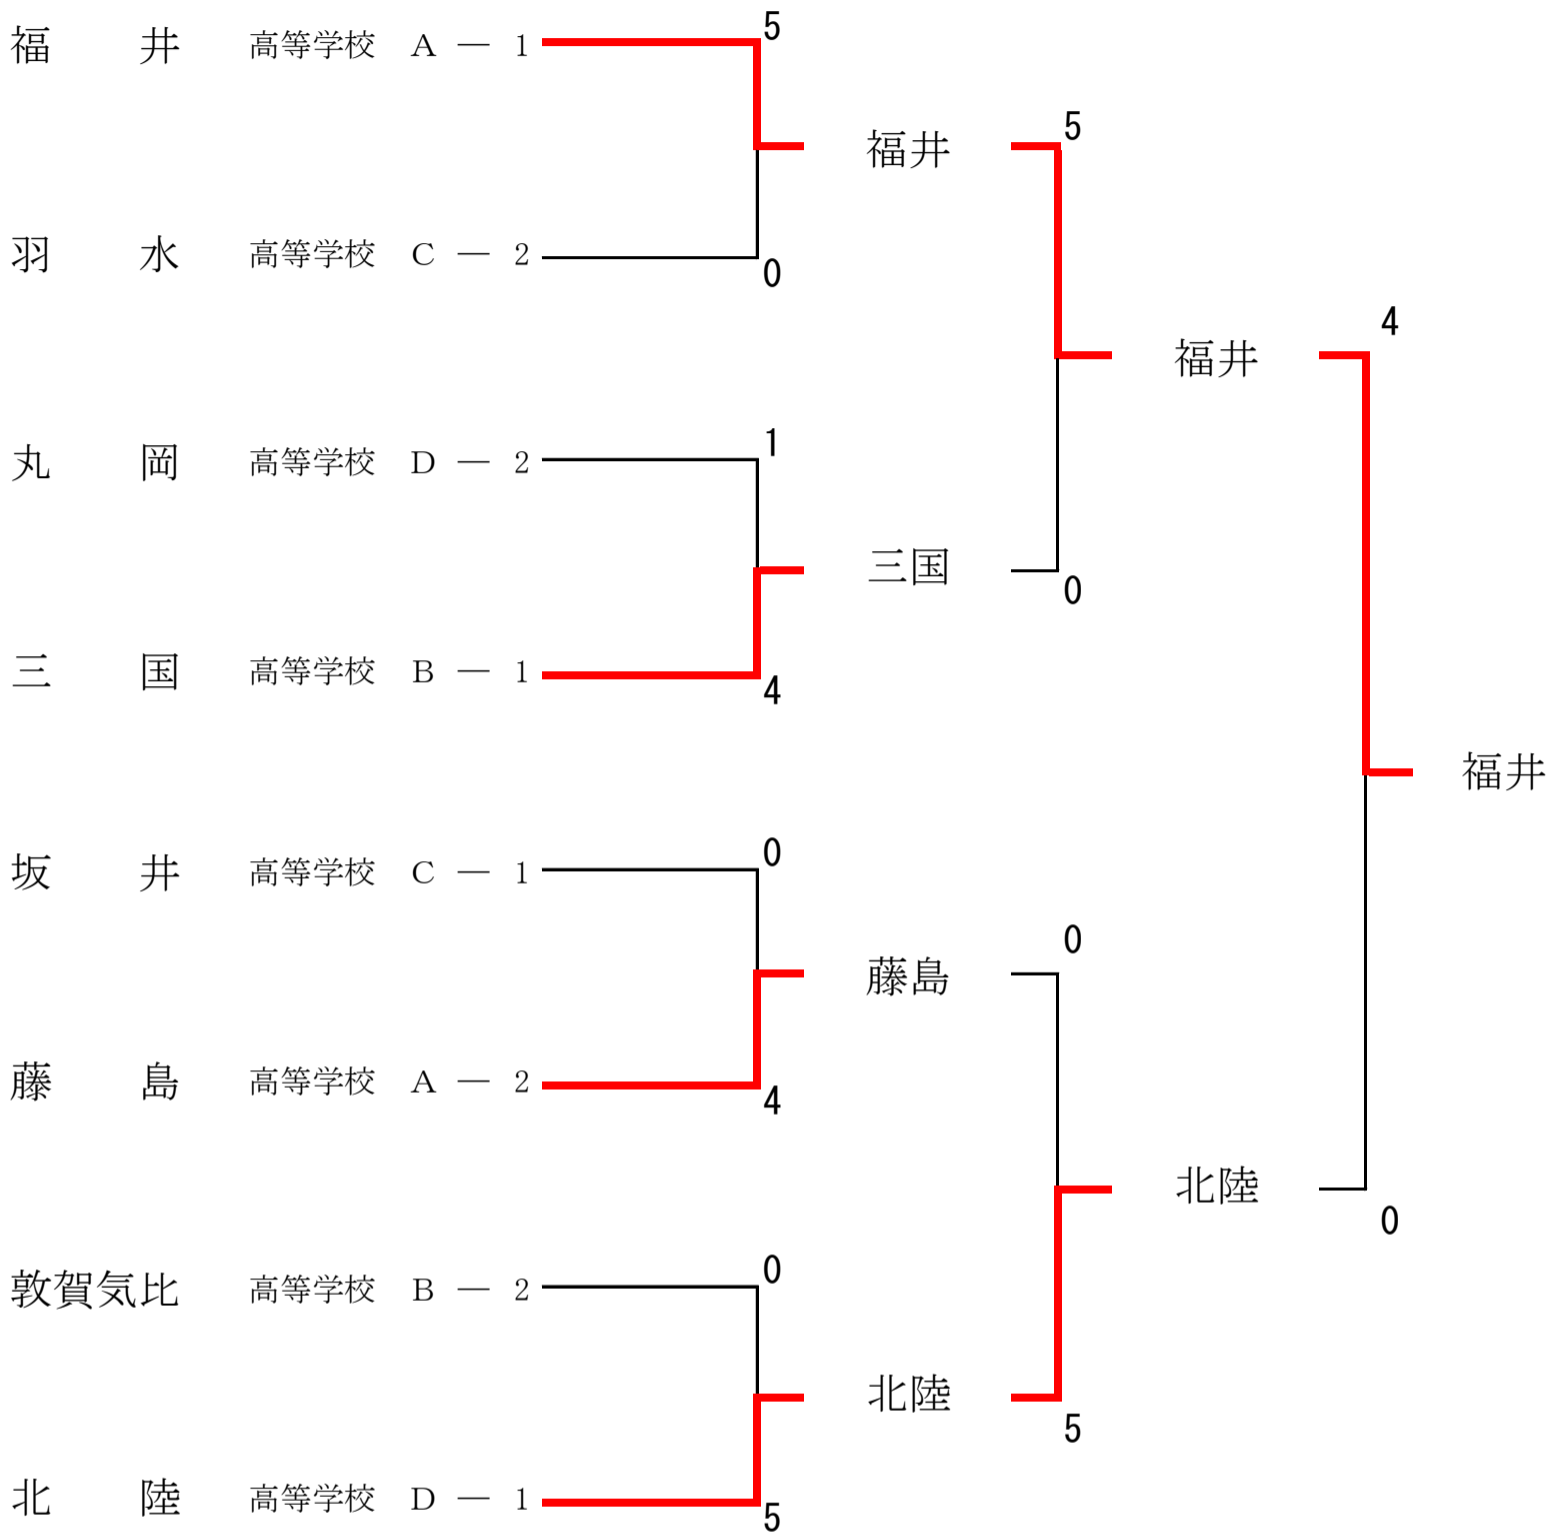 福井 高等学校 A ― 1
5
福井
5
羽水 高等学校 C ― 2
0
福井
4
丸岡 高等学校 D ― 2
1
三国
0
三国 高等学校 B ― 1
4
福井
坂井 高等学校 C ― 1
0
藤島
0
藤島 高等学校 A ― 2
4
北陸
0
敦賀気比 高等学校 B ― 2
0
北陸
5
北陸 高等学校 D ― 1
5